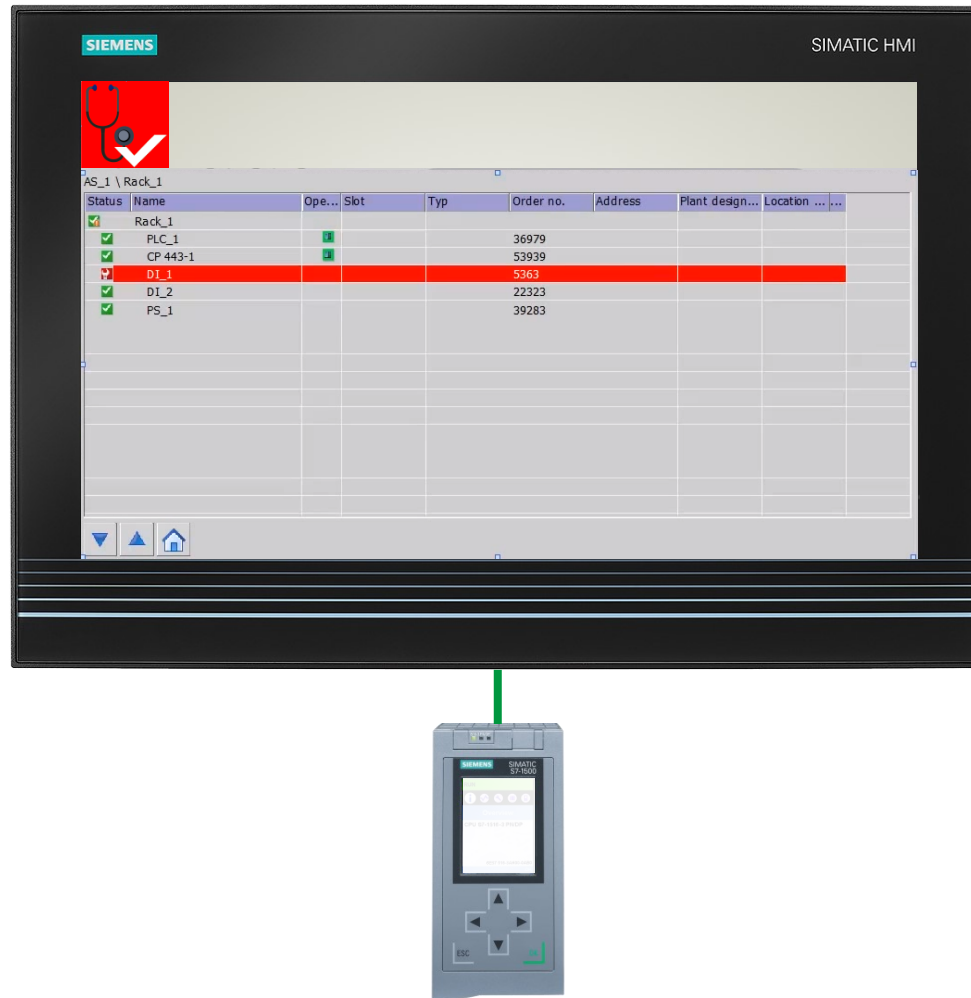 SIEMENS SIMATIC HMI
AS_1 \ Rack_1
Status Name Ope... Slot Typ Order no. Address Plant design... Location ... ...
Rack_1
PLC_1 36979
CP 443-1 53939
DI_1 5363
DI_2 22323
PS_1 39283
SIEMENS SIMATIC
S7-1500
ESC OK